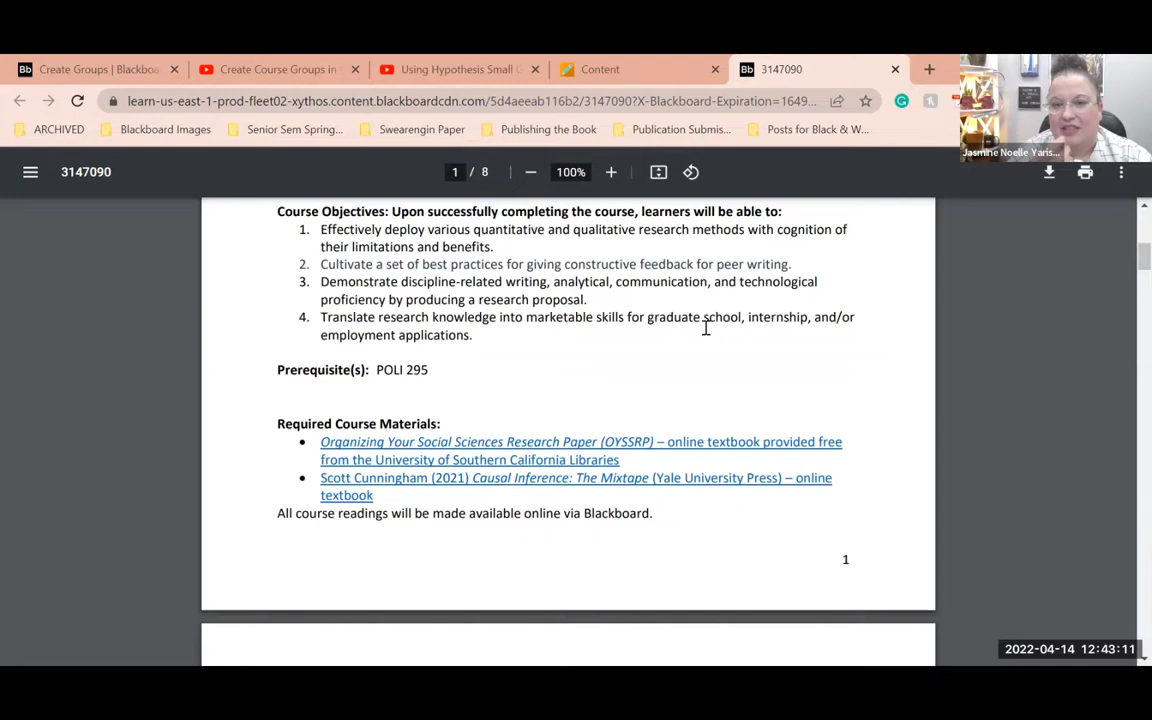 Create Groups | Blackboa
Create Course Groups in
Using Hypothesis Small G
Content
3147090
learn-us-east-1-prod-fleet02-xythos.content.blackboardcdn.com/5d4aeeab116b2/3147090?X-Blackboard-Expiration=1649...
ARCHIVED
Blackboard Images
Senior Sem Spring...
Swearengin Paper
Publishing the Book
Publication Submis...
Posts for Black & W...
Jasmine Noelle Yaris...
3147090
1 / 8
100%
Course Objectives: Upon successfully completing the course, learners will be able to:
1. Effectively deploy various quantitative and qualitative research methods with cognition of
their limitations and benefits.
2. Cultivate a set of best practices for giving constructive feedback for peer writing.
3. Demonstrate discipline-related writing, analytical, communication, and technological
proficiency by producing a research proposal.
4. Translate research knowledge into marketable skills for graduate school, internship, and/or
employment applications.
Prerequisite(s): POLI 295
Required Course Materials:
• Organizing Your Social Sciences Research Paper (OYSSRP) – online textbook provided free
from the University of Southern California Libraries
• Scott Cunningham (2021) Causal Inference: The Mixtape (Yale University Press) – online
textbook
All course readings will be made available online via Blackboard.
1
2022-04-14 12:43:11